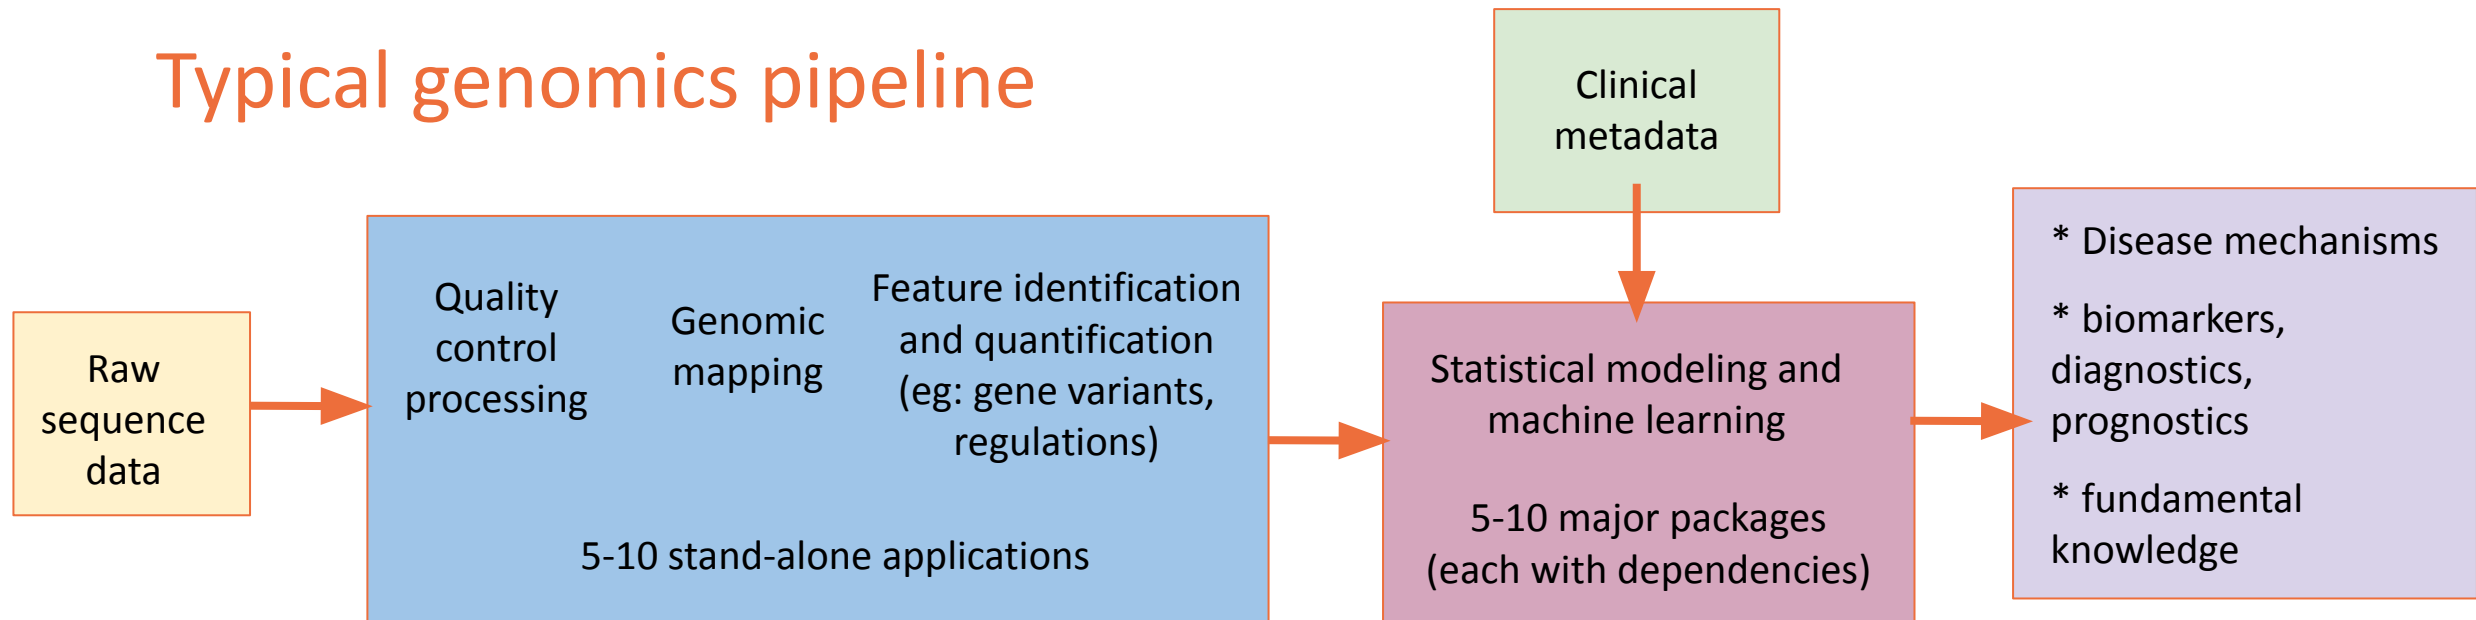 Typical genomics pipeline
Clinical
metadata
Raw
sequence
data
Quality
control
processing
Genomic
mapping
Feature identification
and quantification
(eg: gene variants,
regulations)
5-10 stand-alone applications
Statistical modeling and
machine learning
5-10 major packages
(each with dependencies)
* Disease mechanisms
* biomarkers,
diagnostics,
prognostics
* fundamental
knowledge